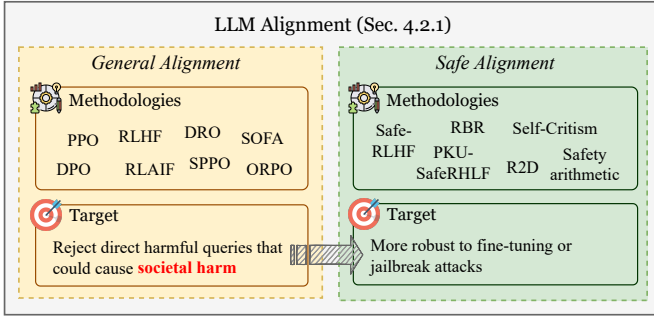 LLM Alignment (Sec. 4.2.1)
General Alignment
Methodologies
PPO RLHF DRO SOFA
DPO RLAIF SPPO ORPO
Target
Reject direct harmful queries that
could cause societal harm
Safe Alignment
Methodologies
Safe-
RLHF
RBR
Self-Critism
PKU-
SafeRHLF
R2D
Safety
arithmetic
Target
More robust to fine-tuning or
jailbreak attacks